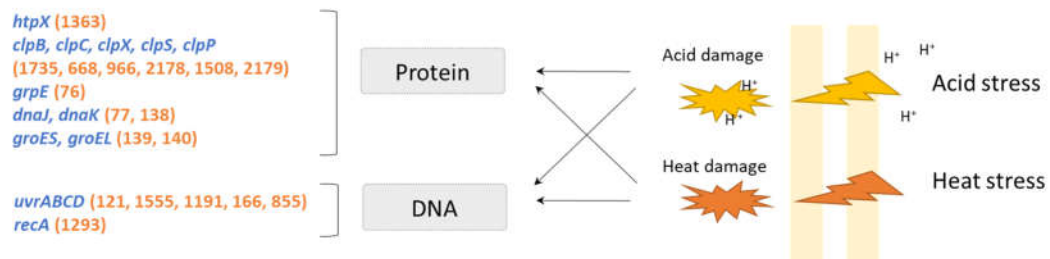 htpX (1363)
clpB, clpC, clpX, clpS, clpP
(1735, 668, 966, 2178, 1508, 2179)
grpE (76)
dnaJ, dnaK (77, 138)
groES, groEL (139, 140)
Protein
Acid damage
H⁺
H⁺
H⁺
H⁺
H⁺
Acid stress
uvrABCD (121, 1555, 1191, 166, 855)
recA (1293)
DNA
Heat damage
Heat stress